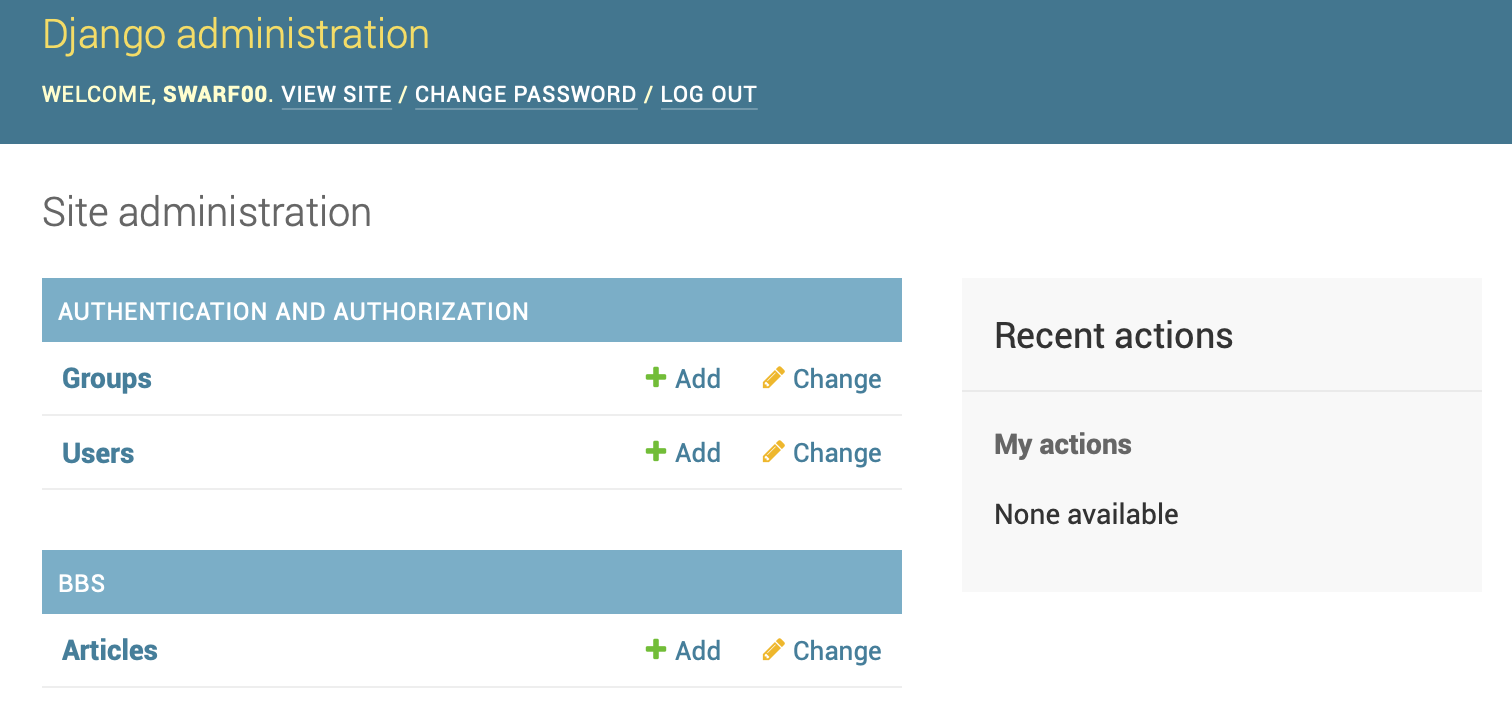 Django administration
WELCOME, SWARF00. VIEW SITE / CHANGE PASSWORD / LOG OUT
Site administration
AUTHENTICATION AND AUTHORIZATION
Groups Add Change
Users Add Change
BBS
Articles Add Change
Recent actions
My actions
None available